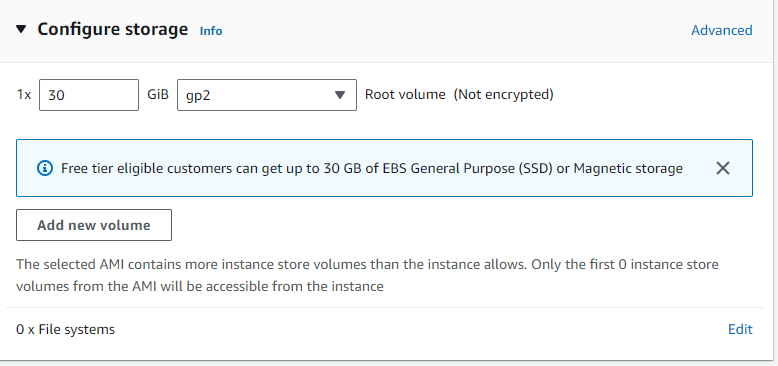 Configure storage Info Advanced
1x 30 GiB gp2 Root volume (Not encrypted)
Free tier eligible customers can get up to 30 GB of EBS General Purpose (SSD) or Magnetic storage
Add new volume
The selected AMI contains more instance store volumes than the instance allows. Only the first 0 instance store
volumes from the AMI will be accessible from the instance
0 x File systems Edit